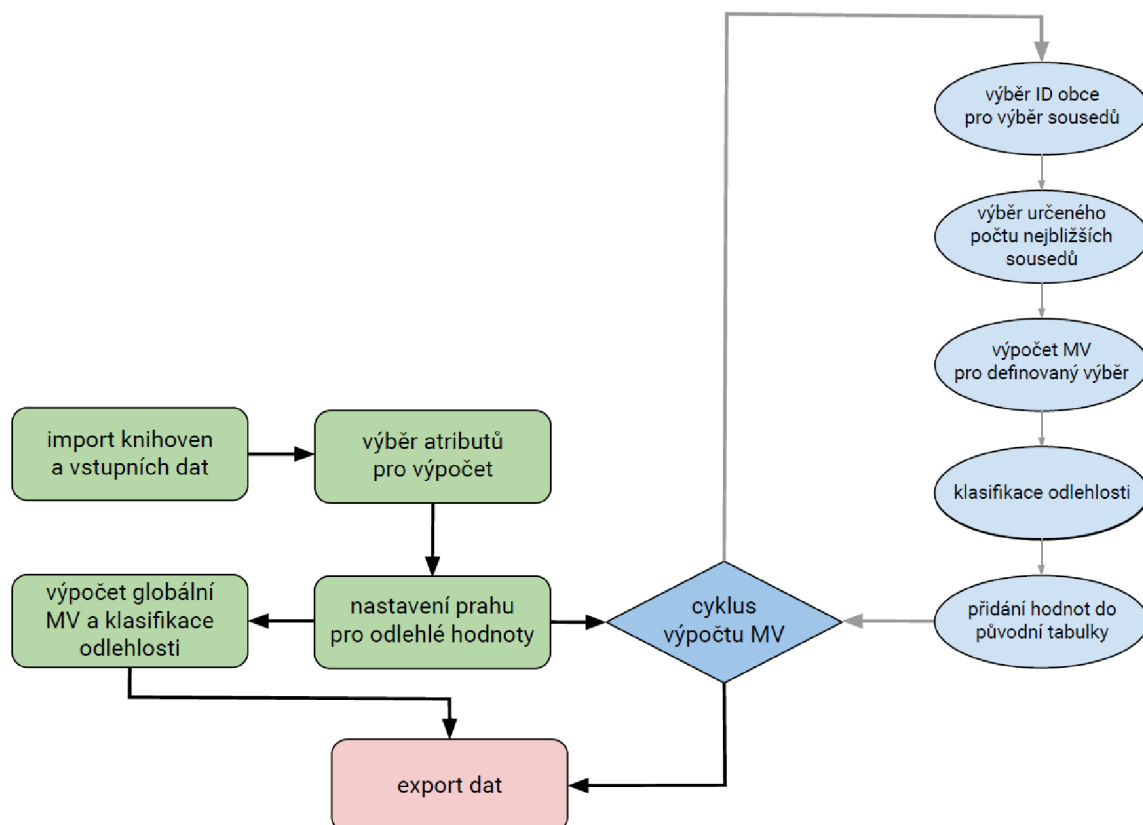 výběr ID obce
pro výběr sousedů
výběr určeného
počtu nejbližších
sousedů
výpočet MV
pro definovaný výběr
import knihoven
a vstupních dat
výběr atributů
pro výpočet
klasifikace odlehlosti
výpočet globální
MV a klasifikace
odlehlosti
nastavení prahu
pro odlehlé hodnoty
cyklus
výpočtu MV
přidání hodnot do
původní tabulky
export dat